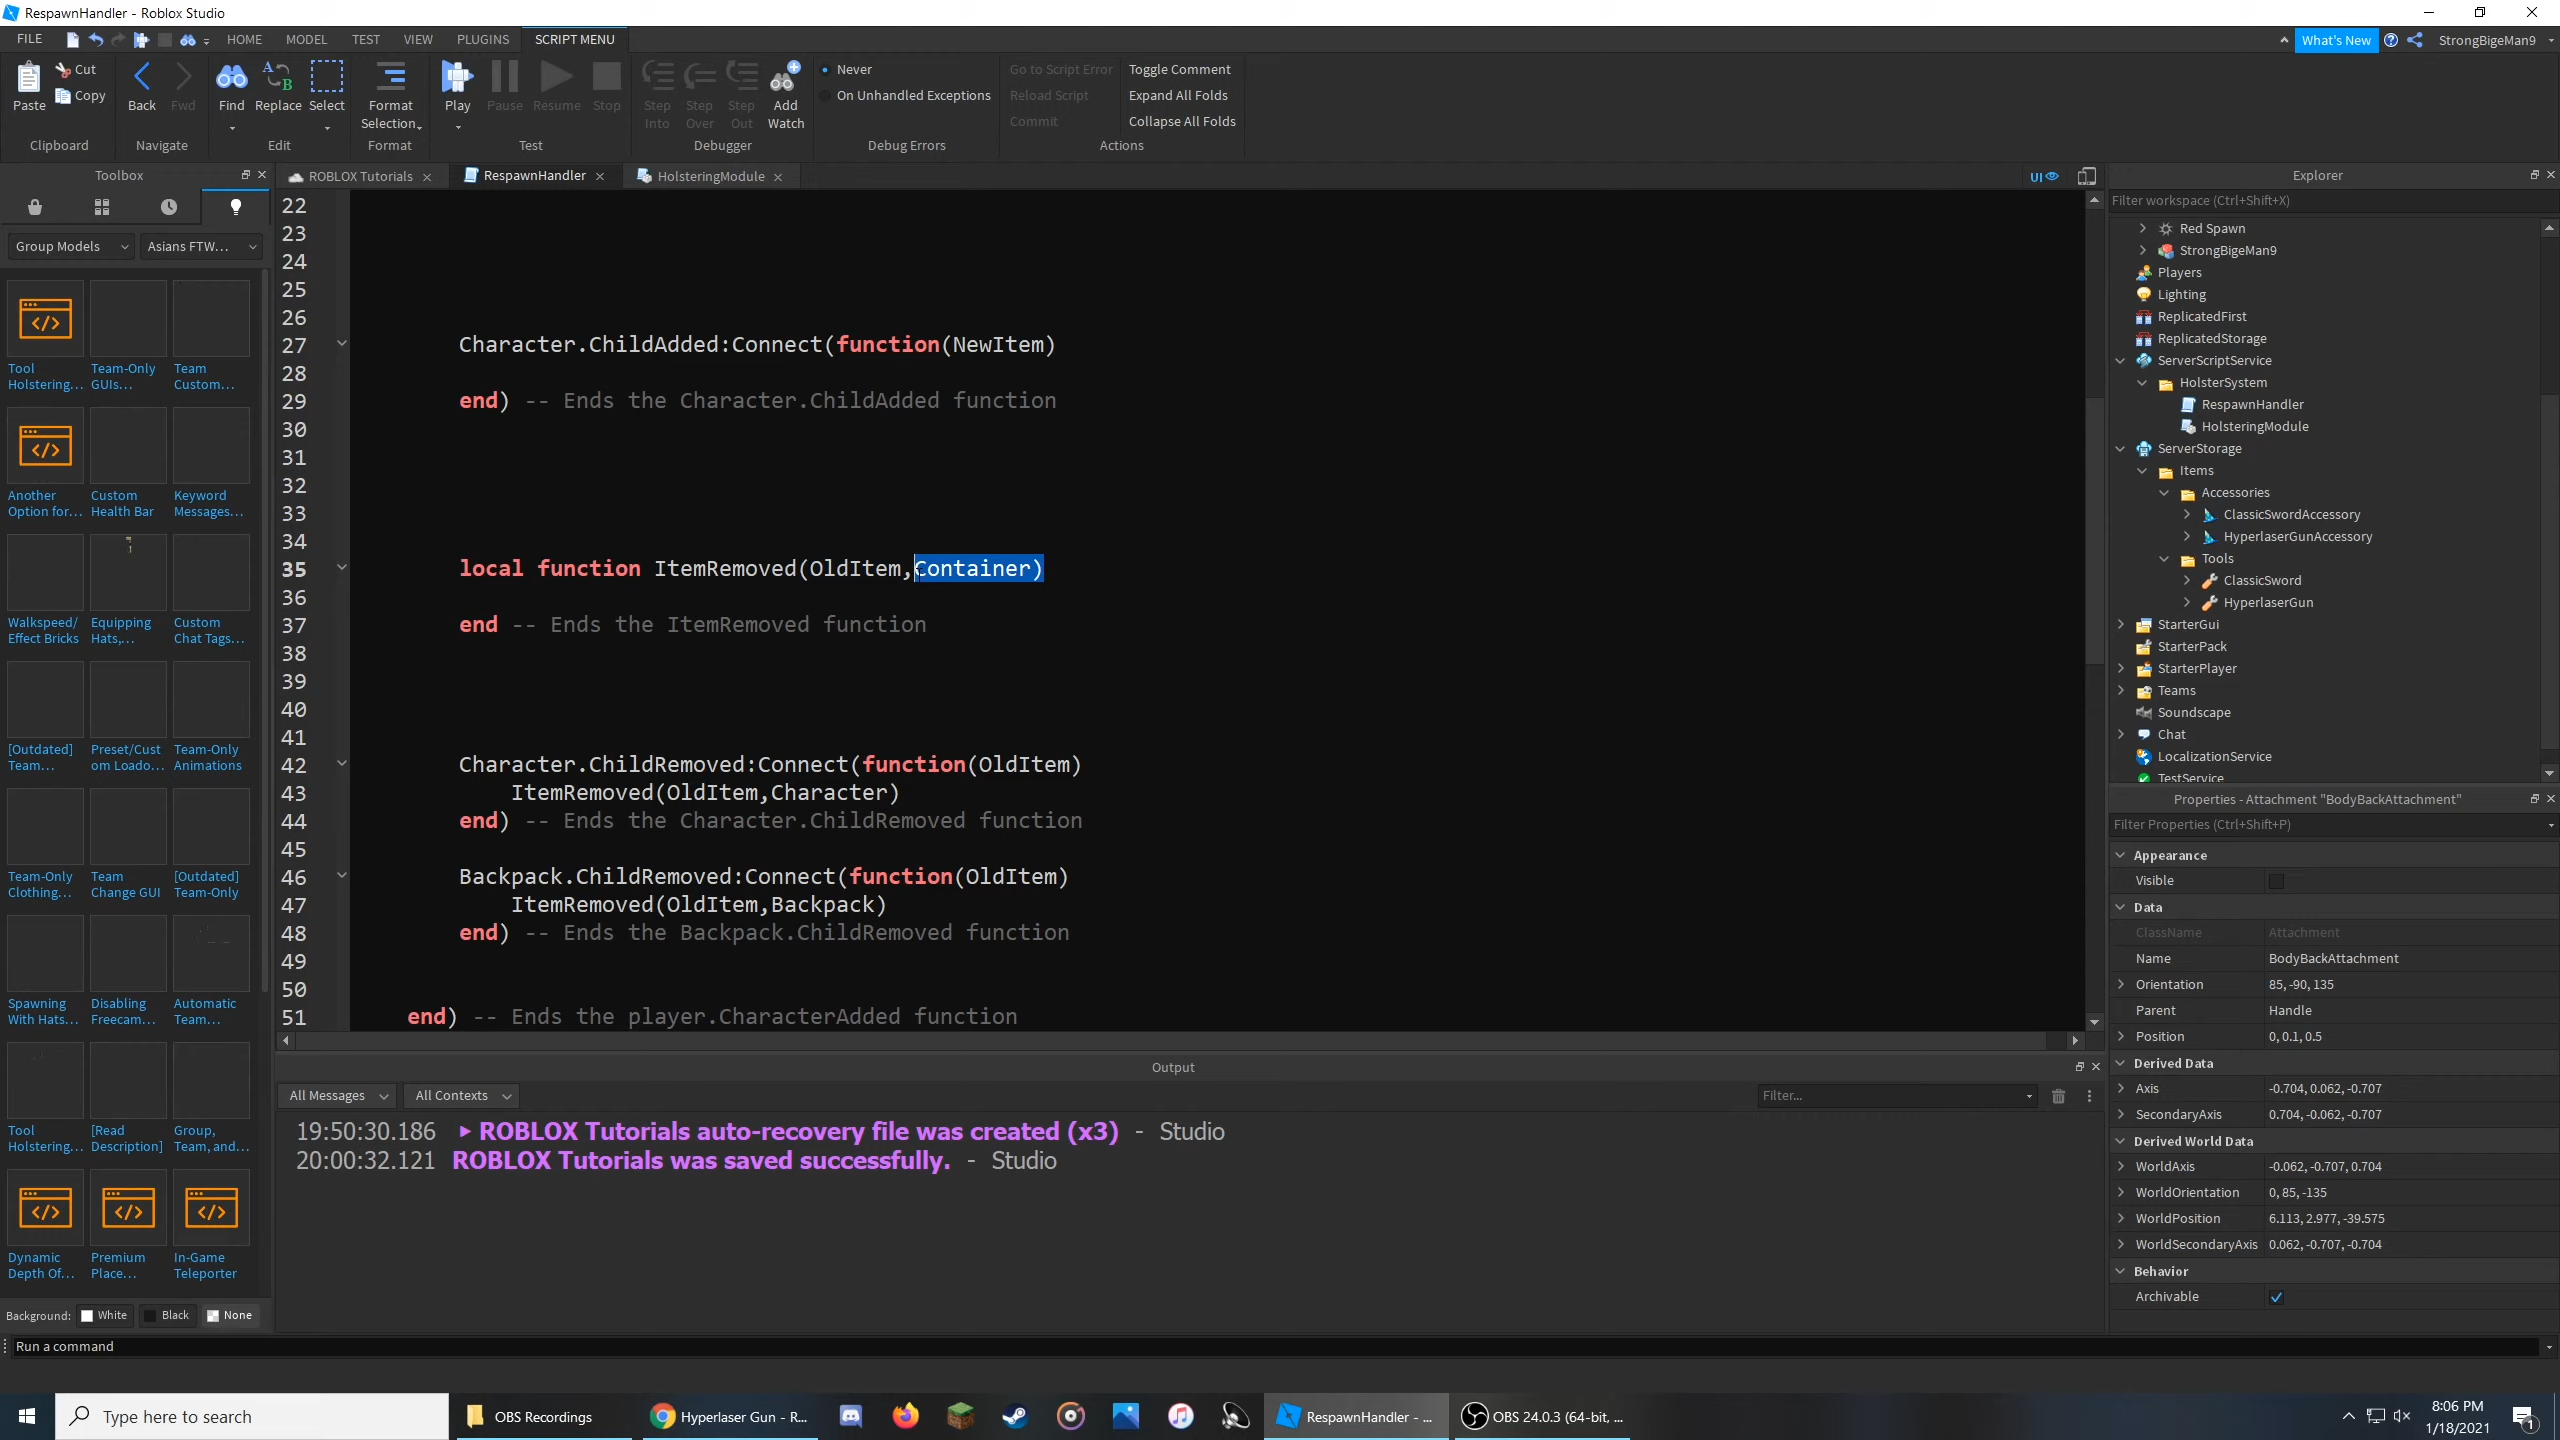 RespawnHandler - Roblox Studio
FILE HOME MODEL TEST VIEW PLUGINS SCRIPT MENU What's New StrongBigeMan9
Paste Cut Copy
Clipboard
Back Fwd
Navigate
Find Replace Select
Edit
Format Selection
Format
Play Pause Resume Stop
Test
Step Into Step Over Step Out Add Watch
Debugger
Never
On Unhandled Exceptions
Debug Errors
Go to Script Error
Reload Script
Commit
Toggle Comment
Expand All Folds
Collapse All Folds
Actions
Toolbox
Group Models Asians FTW...
Tool Holstering... Team-Only GUIs... Team Custom...
Another Option for... Custom Health Bar Keyword Messages...
Walkspeed/ Effect Bricks Equipping Hats,... Custom Chat Tags...
[Outdated] Team... Preset/Cust om Loado... Team-Only Animations
Team-Only Clothing... Team Change GUI [Outdated] Team-Only
Spawning With Hats... Disabling Freecam... Automatic Team...
Tool Holstering... [Read Description] Group, Team, and...
Dynamic Depth Of... Premium Place... In-Game Teleporter
Background: White Black None
ROBLOX Tutorials RespawnHandler HolsteringModule UI
22
23
24
25
26
27 Character.ChildAdded:Connect(function(NewItem)
28
29 end) -- Ends the Character.ChildAdded function
30
31
32
33
34
35 local function ItemRemoved(OldItem,Container)
36
37 end -- Ends the ItemRemoved function
38
39
40
41
42 Character.ChildRemoved:Connect(function(OldItem)
43 ItemRemoved(OldItem,Character)
44 end) -- Ends the Character.ChildRemoved function
45
46 Backpack.ChildRemoved:Connect(function(OldItem)
47 ItemRemoved(OldItem,Backpack)
48 end) -- Ends the Backpack.ChildRemoved function
49
50
51 end) -- Ends the player.CharacterAdded function
Output
All Messages All Contexts Filter...
19:50:30.186 ROBLOX Tutorials auto-recovery file was created (x3) - Studio
20:00:32.121 ROBLOX Tutorials was saved successfully. - Studio
Explorer
Filter workspace (Ctrl+Shift+X)
Red Spawn
StrongBigeMan9
Players
Lighting
ReplicatedFirst
ReplicatedStorage
ServerScriptService
HolsterSystem
RespawnHandler
HolsteringModule
ServerStorage
Items
Accessories
ClassicSwordAccessory
HyperlaserGunAccessory
Tools
ClassicSword
HyperlaserGun
StarterGui
StarterPack
StarterPlayer
Teams
Soundscape
Chat
LocalizationService
TestService
Properties - Attachment "BodyBackAttachment"
Filter Properties (Ctrl+Shift+P)
Appearance
Visible
Data
ClassName Attachment
Name BodyBackAttachment
Orientation 85, -90, 135
Parent Handle
Position 0, 0.1, 0.5
Derived Data
Axis -0.704, 0.062, -0.707
SecondaryAxis 0.704, -0.062, -0.707
Derived World Data
WorldAxis -0.062, -0.707, 0.704
WorldOrientation 0, 85, -135
WorldPosition 6.113, 2.977, -39.575
WorldSecondaryAxis 0.062, -0.707, -0.704
Behavior
Archivable
Run a command
Type here to search OBS Recordings Hyperlaser Gun - R... RespawnHandler - ... OBS 24.0.3 (64-bit, ... 8:06 PM
1/18/2021
1